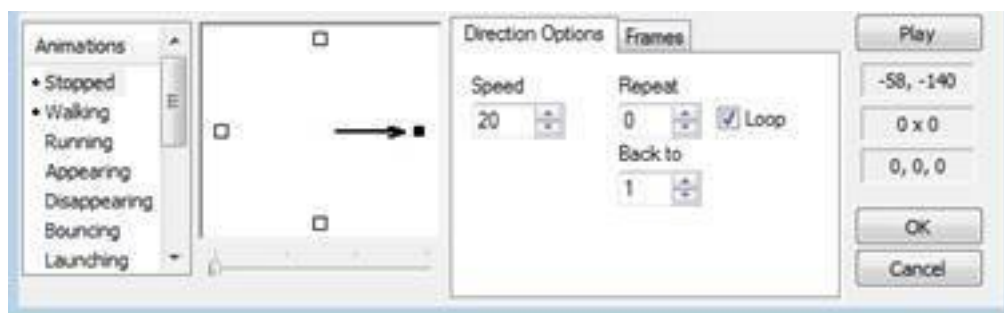 Animations
• Stopped
• Walking
Running
Appearing
Disappearing
Bouncing
Launching
Direction Options
Frames
Speed
20
Repeat
0
Loop
Back to
1
Play
-58, -140
0 x 0
0, 0, 0
OK
Cancel